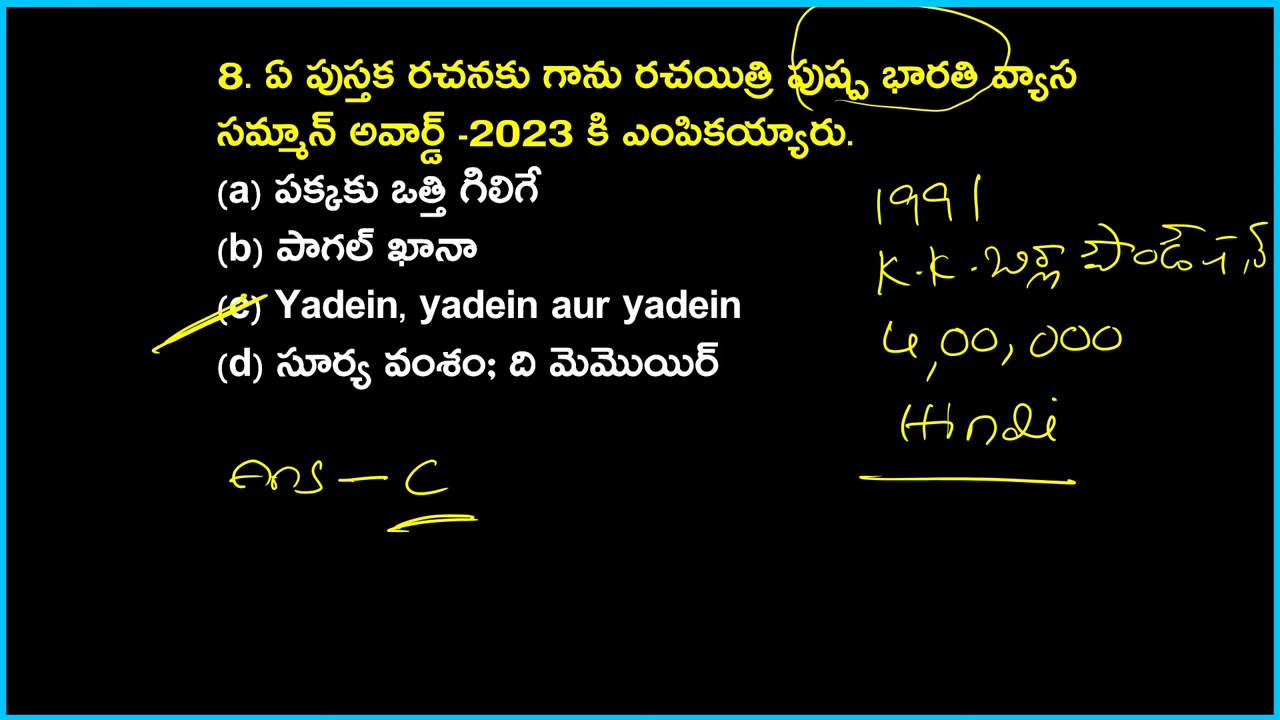 8. ఏ పుస్తక రచనకు గాను రచయిత్రి పుష్ప భారతి వ్యాస
సమ్మాన్ అవార్డ్ -2023 కి ఎంపికయ్యారు.
(a) పక్కకు ఒత్తి గిలిగే
(b) పాగల్ ఖానా
(c) Yadein, yadein aur yadein
(d) సూర్య వంశం; ది మెమొయిర్
Ans - C
1991
K.K. బిర్లా ఫౌండేషన్
4,00,000
Hindi